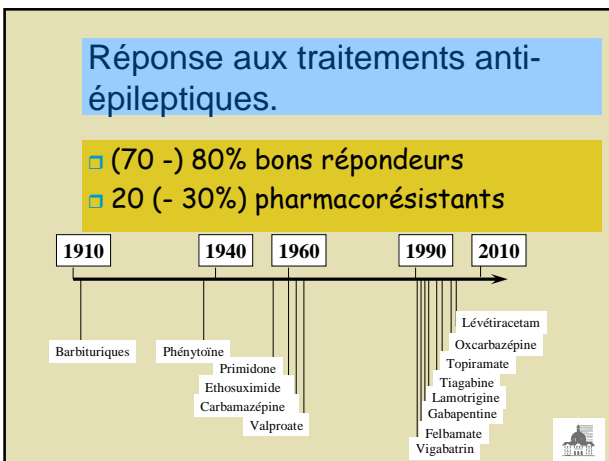 Réponse aux traitements anti-
épileptiques.
(70 -) 80% bons répondeurs
20 (- 30%) pharmacorésistants
1910 1940 1960 1990 2010
Barbituriques
Phénytoïne
Primidone
Ethosuximide
Carbamazépine
Valproate
Lévétiracetam
Oxcarbazépine
Topiramate
Tiagabine
Lamotrigine
Gabapentine
Felbamate
Vigabatrin